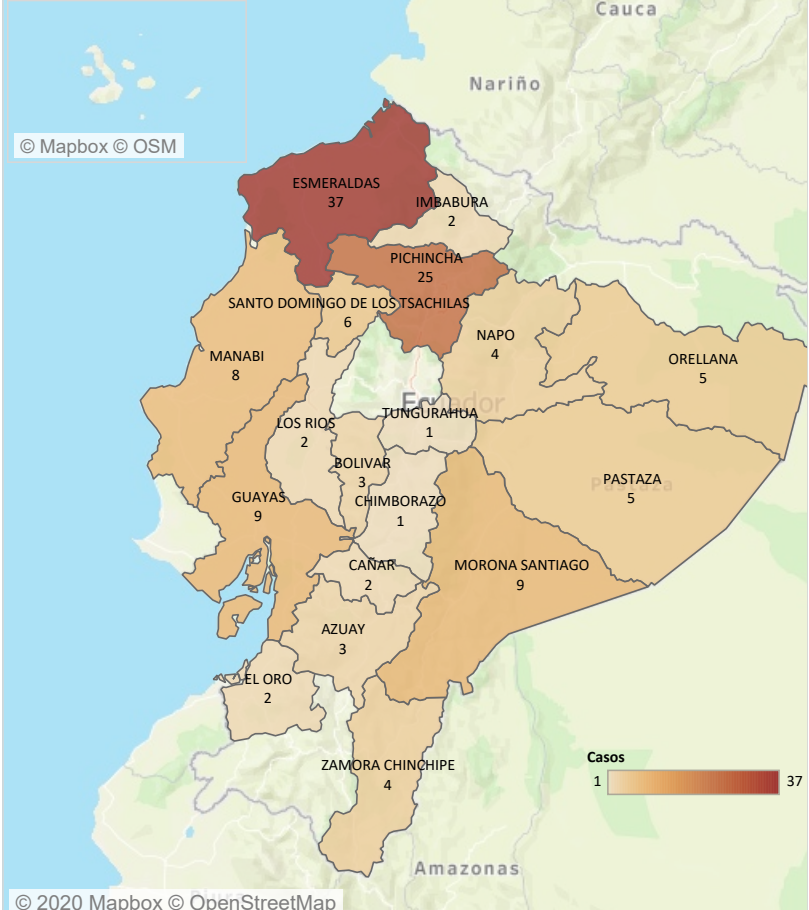 Cauca
Nariño
© Mapbox © OSM
ESMERALDAS
37
IMBABURA
2
PICHINCHA
25
SANTO DOMINGO DE LOS TSACHILAS
6
NAPO
4
MANABI
8
ORELLANA
5
Ecuador
TUNGURAHUA
1
LOS RIOS
2
BOLIVAR
3
PASTAZA
Pastaza
5
GUAYAS
9
CHIMBORAZO
1
CAÑAR
2
MORONA SANTIAGO
9
AZUAY
3
EL ORO
2
Casos
1
37
ZAMORA CHINCHIPE
4
Amazonas
© 2020 Mapbox © OpenStreetMap